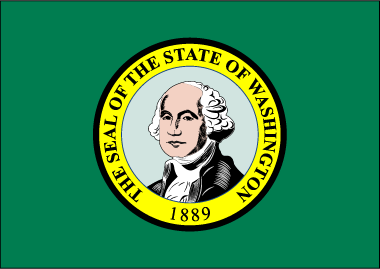 THE SEAL OF THE STATE OF WASHINGTON
1889